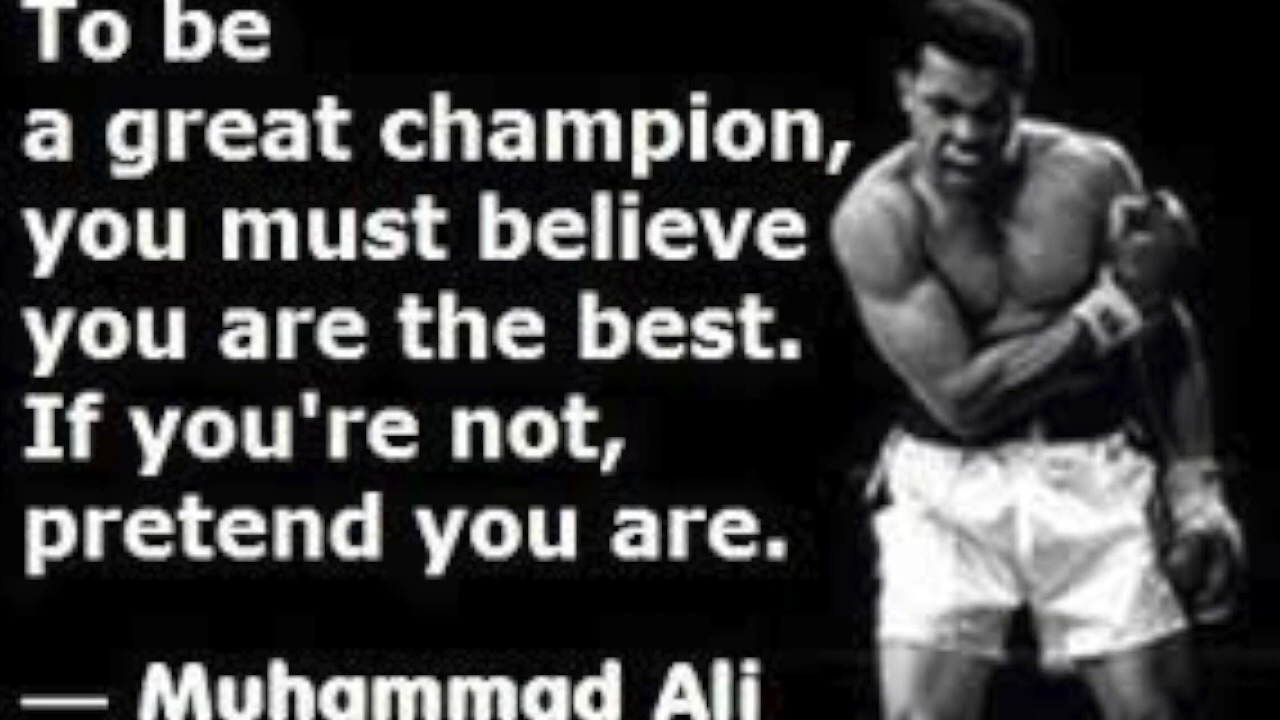 To be
a great champion,
you must believe
you are the best.
If you're not,
pretend you are.
— Muhammad Ali